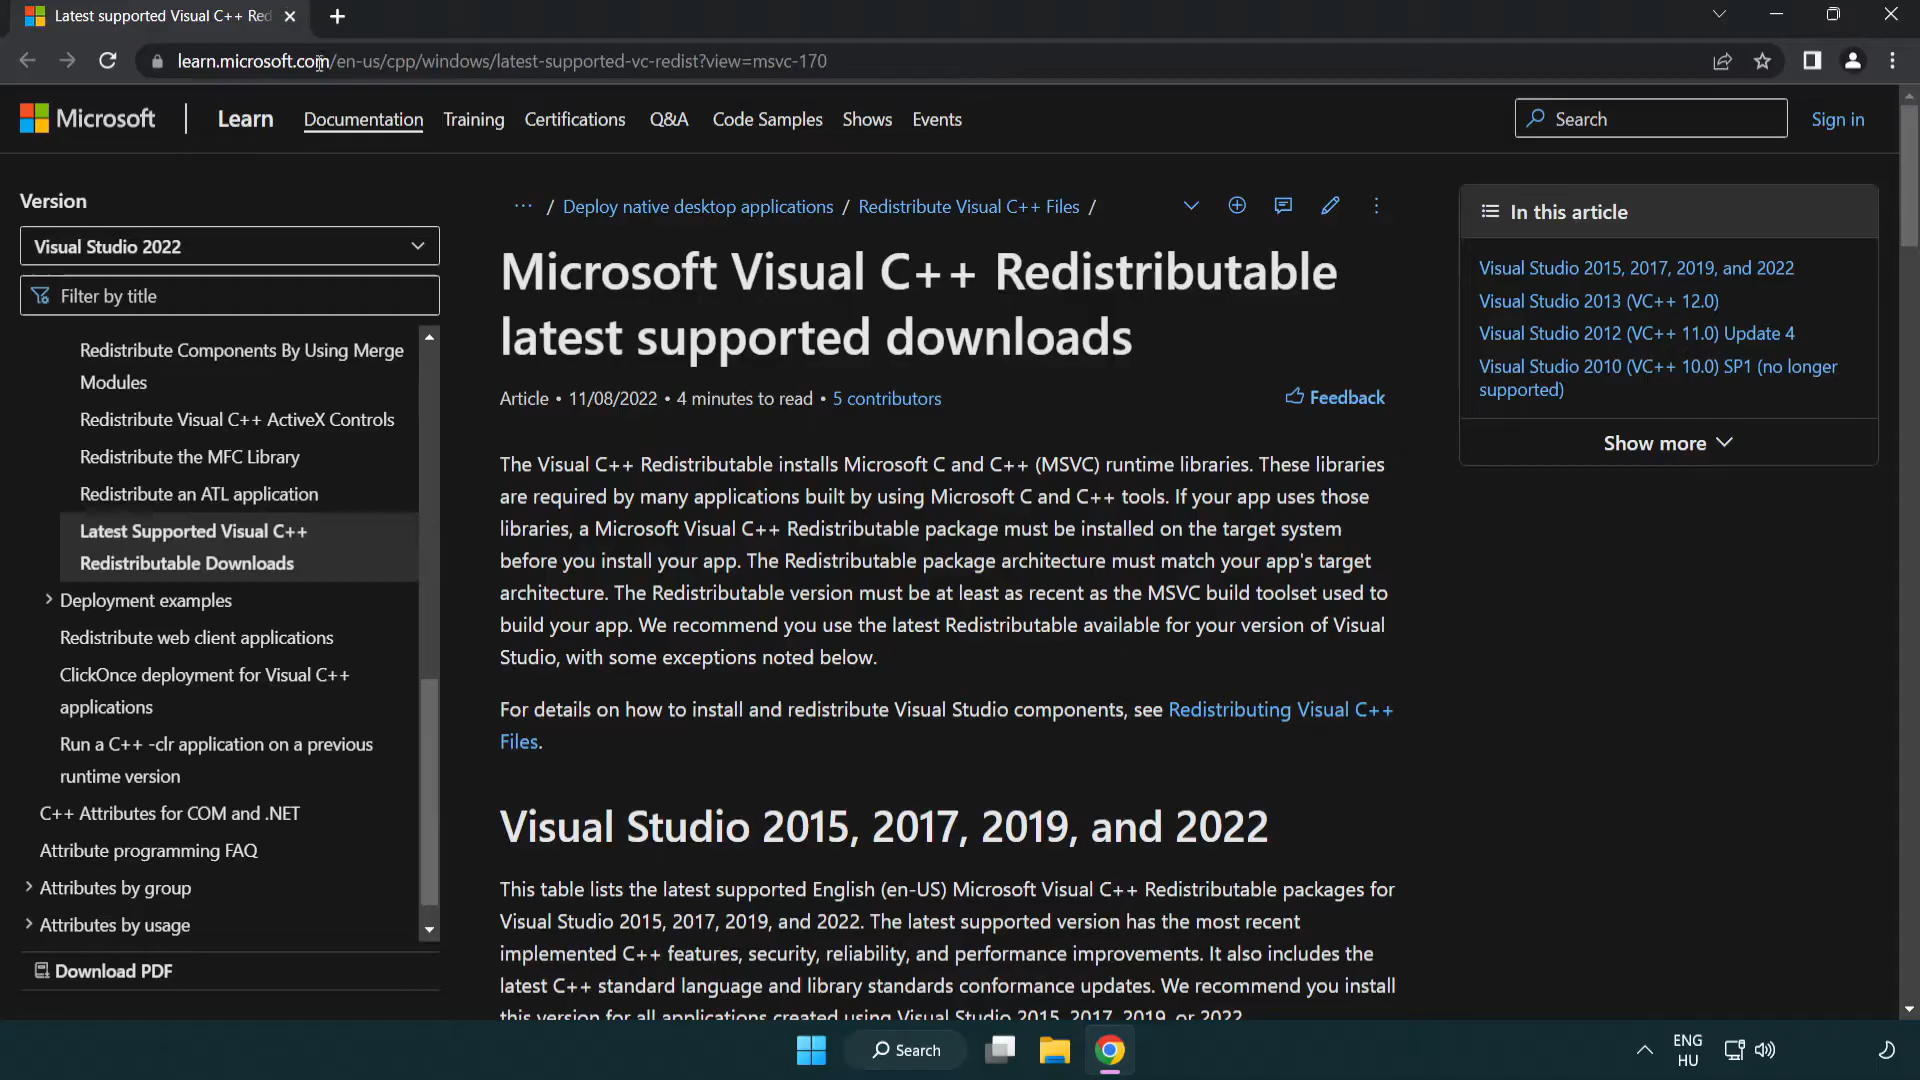 Latest supported Visual C++ Red
learn.microsoft.com/en-us/cpp/windows/latest-supported-vc-redist?view=msvc-170
Microsoft
Learn
Documentation
Training
Certifications
Q&A
Code Samples
Shows
Events
Search
Sign in
Version
Visual Studio 2022
Filter by title
Redistribute Components By Using Merge
Modules
Redistribute Visual C++ ActiveX Controls
Redistribute the MFC Library
Redistribute an ATL application
Latest Supported Visual C++
Redistributable Downloads
Deployment examples
Redistribute web client applications
ClickOnce deployment for Visual C++
applications
Run a C++ -clr application on a previous
runtime version
C++ Attributes for COM and .NET
Attribute programming FAQ
Attributes by group
Attributes by usage
Download PDF
··· / Deploy native desktop applications / Redistribute Visual C++ Files /
Microsoft Visual C++ Redistributable
latest supported downloads
Article • 11/08/2022 • 4 minutes to read • 5 contributors
Feedback
The Visual C++ Redistributable installs Microsoft C and C++ (MSVC) runtime libraries. These libraries
are required by many applications built by using Microsoft C and C++ tools. If your app uses those
libraries, a Microsoft Visual C++ Redistributable package must be installed on the target system
before you install your app. The Redistributable package architecture must match your app's target
architecture. The Redistributable version must be at least as recent as the MSVC build toolset used to
build your app. We recommend you use the latest Redistributable available for your version of Visual
Studio, with some exceptions noted below.
For details on how to install and redistribute Visual Studio components, see Redistributing Visual C++
Files.
Visual Studio 2015, 2017, 2019, and 2022
This table lists the latest supported English (en-US) Microsoft Visual C++ Redistributable packages for
Visual Studio 2015, 2017, 2019, and 2022. The latest supported version has the most recent
implemented C++ features, security, reliability, and performance improvements. It also includes the
latest C++ standard language and library standards conformance updates. We recommend you install
this version for all applications created using Visual Studio 2015, 2017, 2019, or 2022.
In this article
Visual Studio 2015, 2017, 2019, and 2022
Visual Studio 2013 (VC++ 12.0)
Visual Studio 2012 (VC++ 11.0) Update 4
Visual Studio 2010 (VC++ 10.0) SP1 (no longer
supported)
Show more
Search
ENG
HU